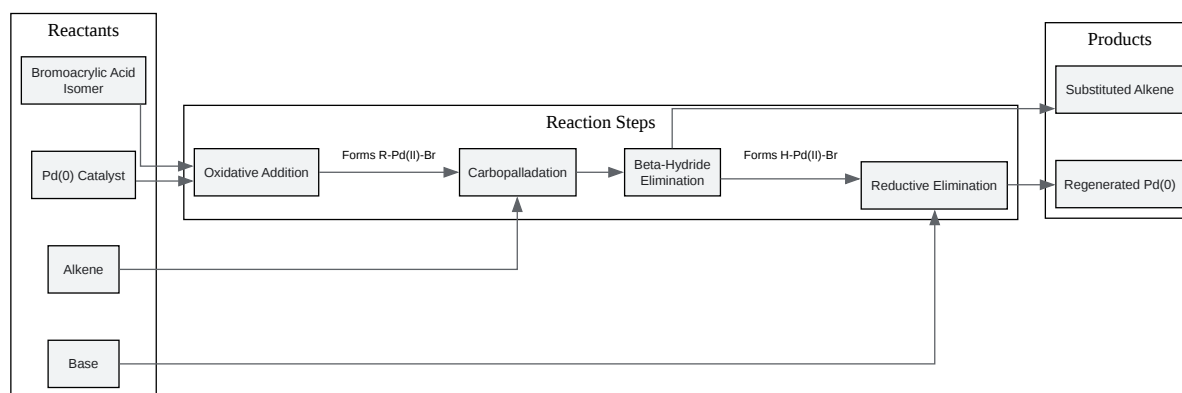 Reactants
Bromoacrylic Acid
Isomer
Pd(0) Catalyst
Alkene
Base
Reaction Steps
Oxidative Addition
Forms R-Pd(II)-Br
Carbopalladation
Beta-Hydride
Elimination
Forms H-Pd(II)-Br
Reductive Elimination
Products
Substituted Alkene
Regenerated Pd(0)